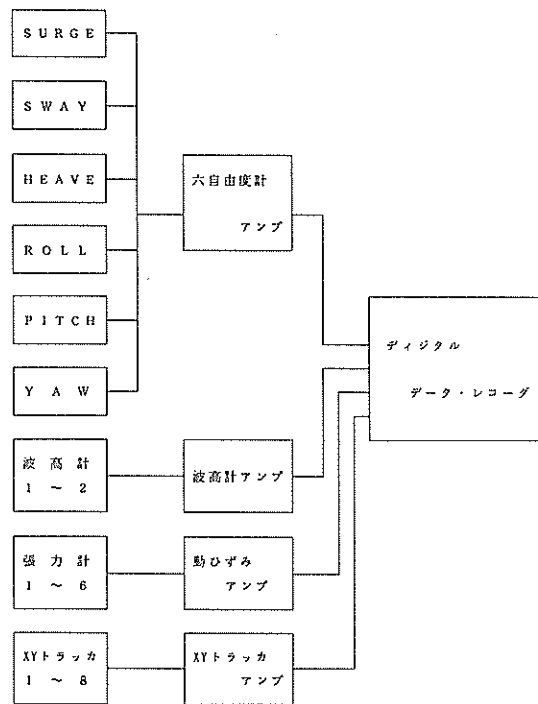 SURGE
SWAY
HEAVE
ROLL
PITCH
YAW
六自由度計
アンプ
ディジタル
データ・レコーダ
波高計
1～2
波高計アンプ
張力計
1～6
動ひずみ
アンプ
XYトラッカ
1～8
XYトラッカ
アンプ